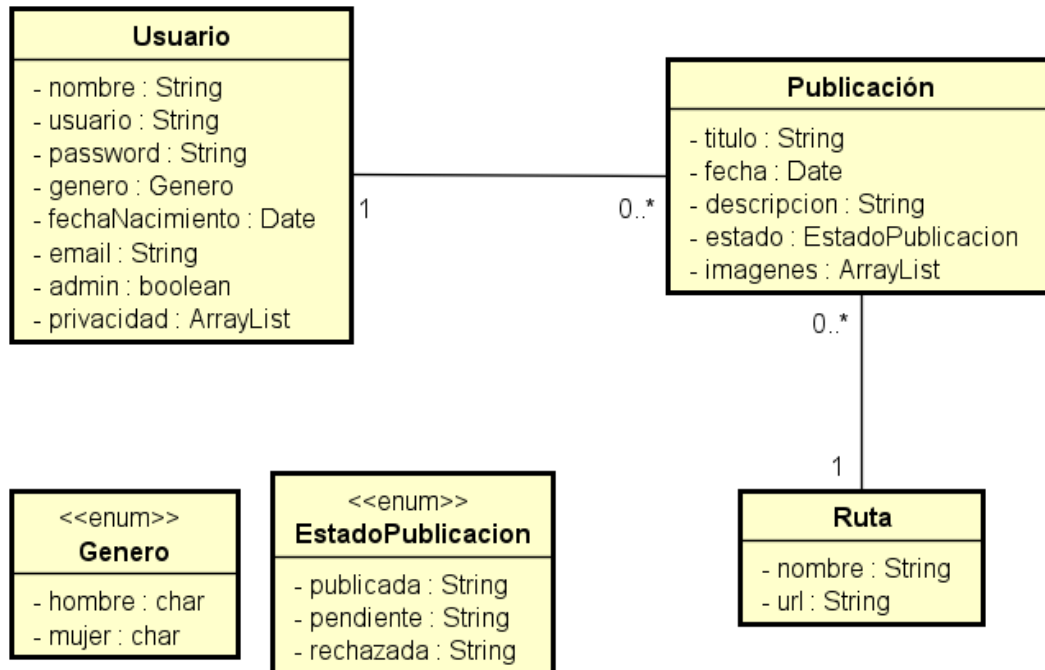 Usuario
- nombre : String
- usuario : String
- password : String
- genero : Genero
- fechaNacimiento : Date
- email : String
- admin : boolean
- privacidad : ArrayList
1
0..*
Publicación
- titulo : String
- fecha : Date
- descripcion : String
- estado : EstadoPublicacion
- imagenes : ArrayList
0..*
1
<<enum>>
Genero
- hombre : char
- mujer : char
<<enum>>
EstadoPublicacion
- publicada : String
- pendiente : String
- rechazada : String
Ruta
- nombre : String
- url : String